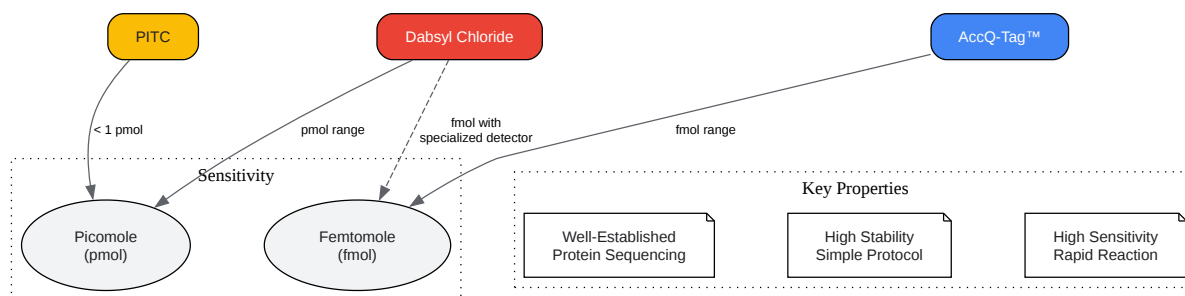 PITC
Dabsyl Chloride
AccQ-Tag™
< 1 pmol
pmol range
fmol with
specialized detector
fmol range
Sensitivity
Key Properties
Picomole
(pmol)
Femtomole
(fmol)
Well-Established
Protein Sequencing
High Stability
Simple Protocol
High Sensitivity
Rapid Reaction